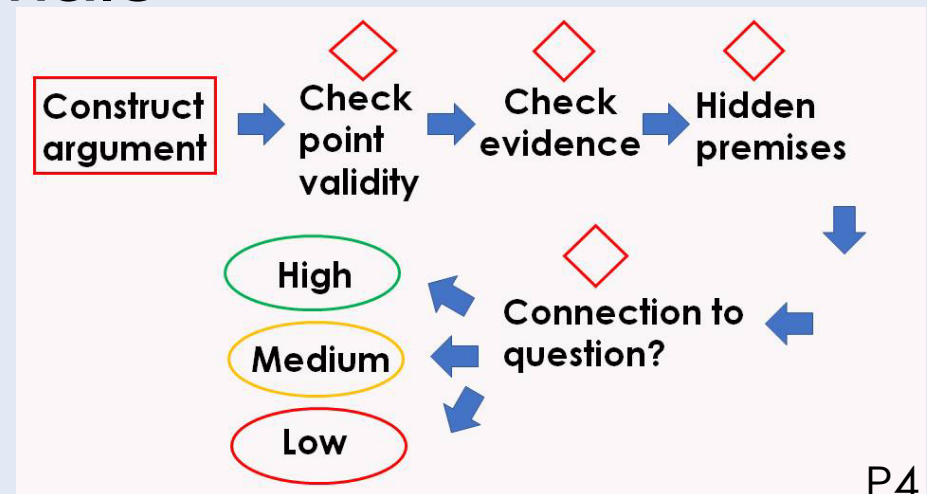 Construct
argument
Check
point
validity
Check
evidence
Hidden
premises
Connection to
question?
High
Medium
Low
P4